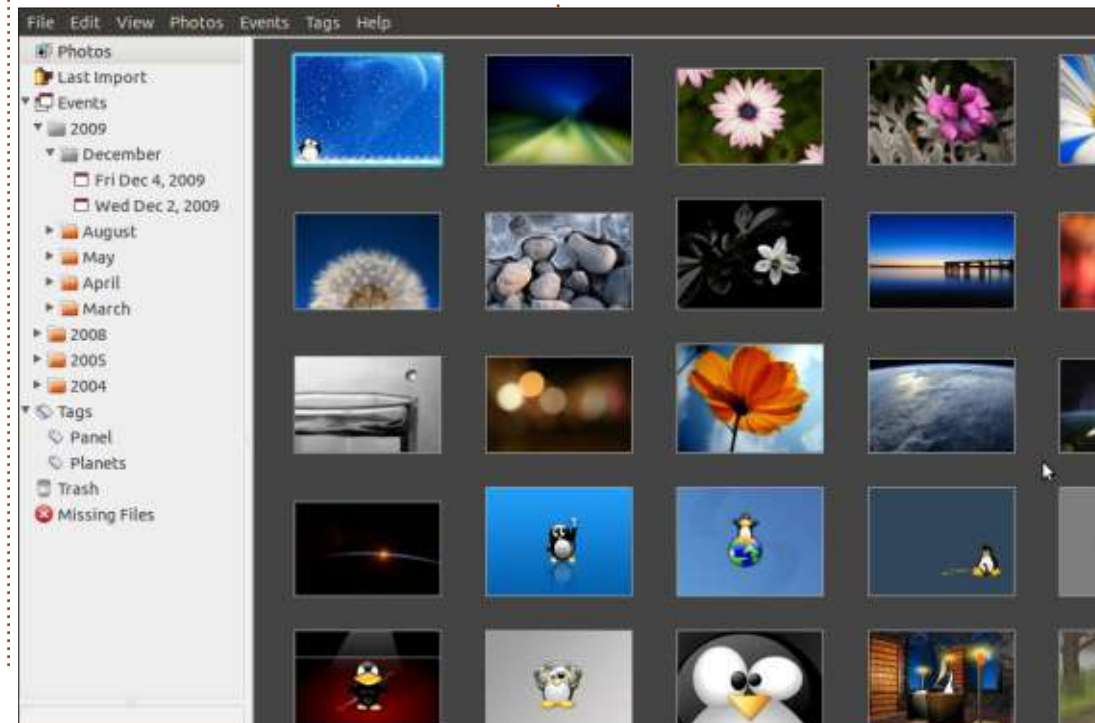 File Edit View Photos Events Tags Help
Photos
Last Import
Events
2009
December
Fri Dec 4, 2009
Wed Dec 2, 2009
August
May
April
March
2008
2005
2004
Tags
Panel
Planets
Trash
Missing Files